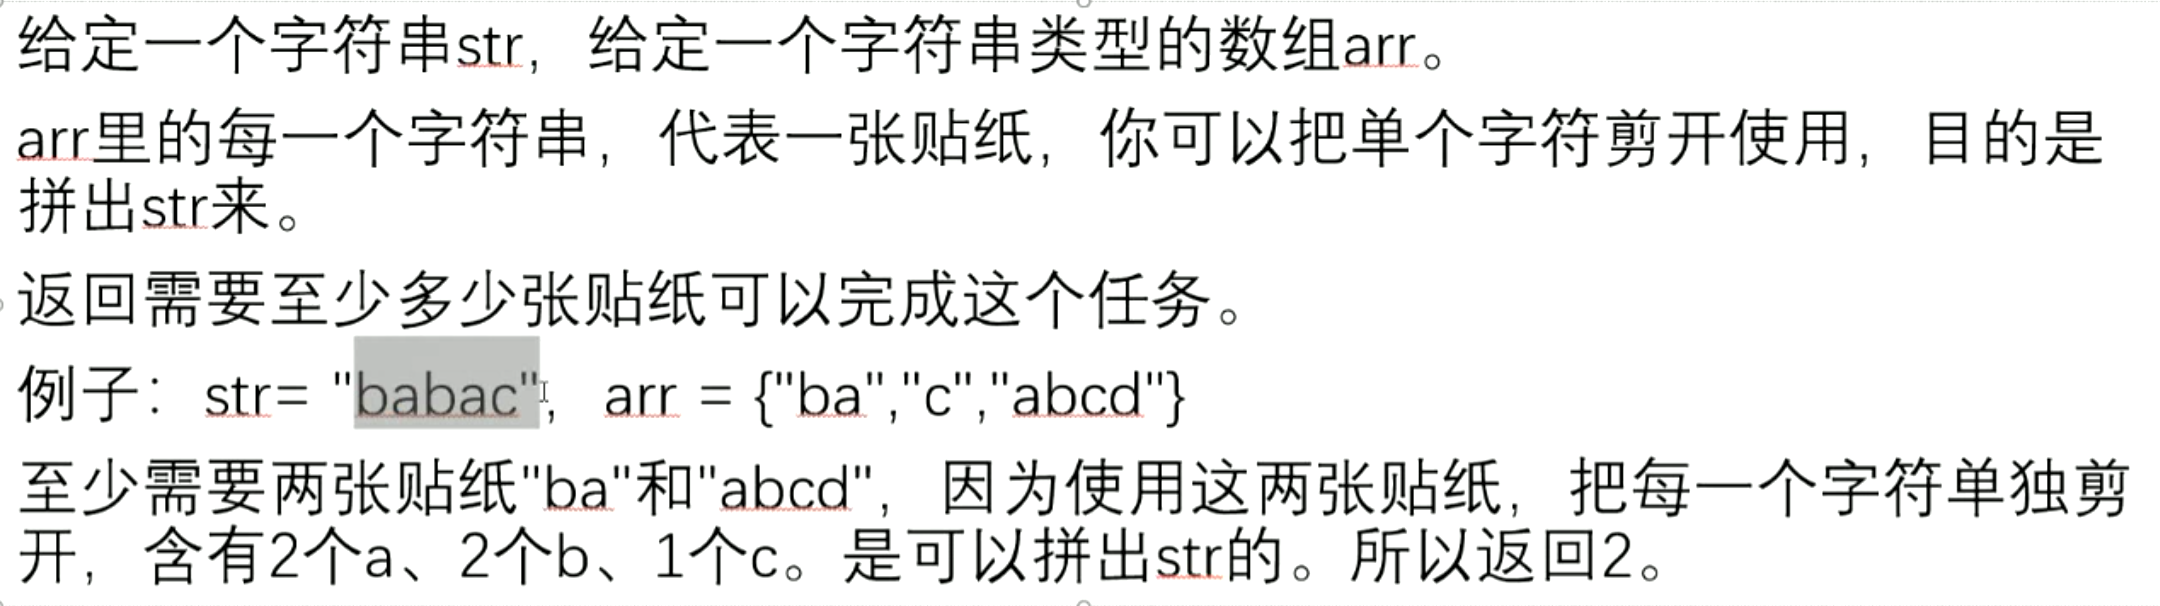 给定一个字符串str，给定一个字符串类型的数组arr。
arr里的每一个字符串，代表一张贴纸，你可以把单个字符剪开使用，目的是
拼出str来。
返回需要至少多少张贴纸可以完成这个任务。
例子：str= "babac"，arr = {"ba","c","abcd"}
至少需要两张贴纸"ba"和"abcd"，因为使用这两张贴纸，把每一个字符单独剪
开，含有2个a、2个b、1个c。是可以拼出str的。所以返回2。